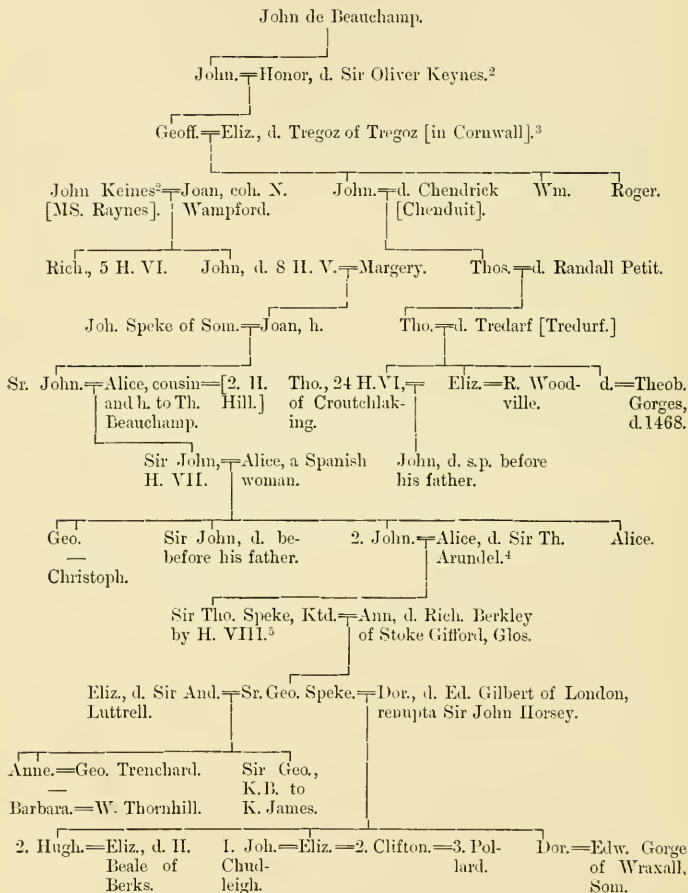 John de Beauchamp.
John.=Honor, d. Sir Oliver Keynes.²
Geoff.=Eliz., d. Tregoz of Tregoz [in Cornwall].³
John Keines²=Joan, coh. N. John.=d. Chendrick Wm. Roger.
[MS. Raynes]. Wampford. [Chenduit].
Rich., 5 H. VI. John, d. 8 H. V.=Margery. Thos.=d. Randall Petit.
Joh. Speke of Som.=Joan, h. Tho.=d. Tredarf [Tredurf.]
Sr. John.=Alice, cousin=[2. H. Tho., 24 H.VI,= Eliz.=R. Wood- d.=Theob.
and h. to Th. Hill.] of Croutchlak- ville. Gorges,
Beauchamp. ing. d.1468.
Sir John,=Alice, a Spanish John, d. s.p. before
H. VII. woman. his father.
Geo. Sir John, d. be- 2. John.=Alice, d. Sir Th. Alice.
— before his father. Arundel.⁴
Christoph.
Sir Tho. Speke, Ktd.=Ann, d. Rich. Berkley
by H. VIII.⁵ of Stoke Gifford, Glos.
Eliz., d. Sir And.=Sr. Geo. Speke.=Dor., d. Ed. Gilbert of London,
Luttrell. renupta Sir John Horsey.
Anne.=Geo. Trenchard. Sir Geo.,
— K.B. to
Barbara.=W. Thornhill. K. James.
2. Hugh.=Eliz., d. H. 1. Joh.=Eliz.=2. Clifton.=3. Pol- Dor.=Edw. Gorge
Beale of Chud- lard. of Wraxall,
Berks. leigh. Som.